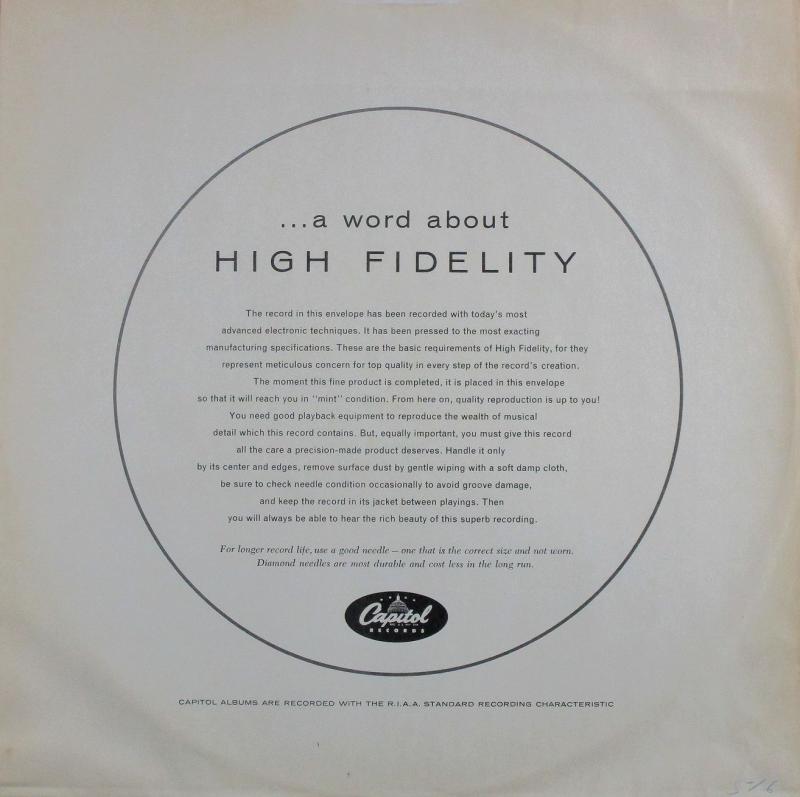 ...a word about
HIGH FIDELITY
The record in this envelope has been recorded with today's most
advanced electronic techniques. It has been pressed to the most exacting
manufacturing specifications. These are the basic requirements of High Fidelity, for they
represent meticulous concern for top quality in every step of the record's creation.
The moment this fine product is completed, it is placed in this envelope
so that it will reach you in "mint" condition. From here on, quality reproduction is up to you!
You need good playback equipment to reproduce the wealth of musical
detail which this record contains. But, equally important, you must give this record
all the care a precision-made product deserves. Handle it only
by its center and edges, remove surface dust by gentle wiping with a soft damp cloth,
be sure to check needle condition occasionally to avoid groove damage,
and keep the record in its jacket between playings. Then
you will always be able to hear the rich beauty of this superb recording.
For longer record life, use a good needle — one that is the correct size and not worn.
Diamond needles are most durable and cost less in the long run.
Capitol
RECORDS
CAPITOL ALBUMS ARE RECORDED WITH THE R.I.A.A. STANDARD RECORDING CHARACTERISTIC